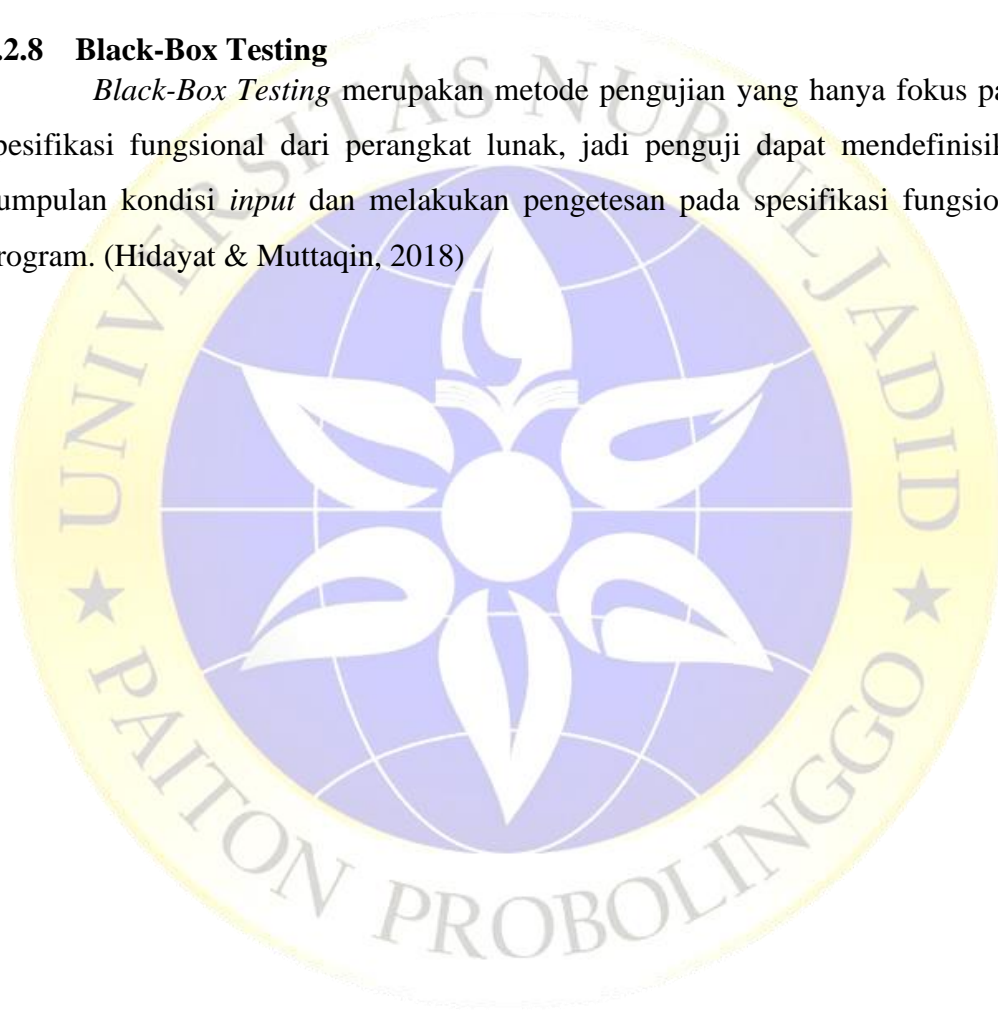 .2.8 Black-Box Testing
Black-Box Testing merupakan metode pengujian yang hanya fokus pa
pesifikasi fungsional dari perangkat lunak, jadi penguji dapat mendefinisik
umpulan kondisi input dan melakukan pengetesan pada spesifikasi fungsio
rogram. (Hidayat & Muttaqin, 2018)
UNIVERSITAS NURUL JADID
PAITON PROBOLINGGO